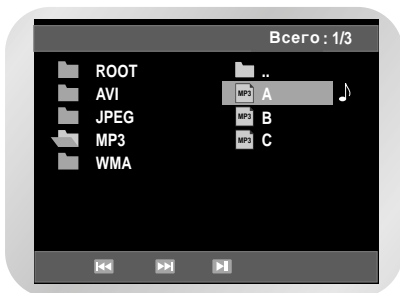 Всего: 1/3
ROOT
AVI
JPEG
MP3
WMA
..
MP3 A
MP3 B
MP3 C